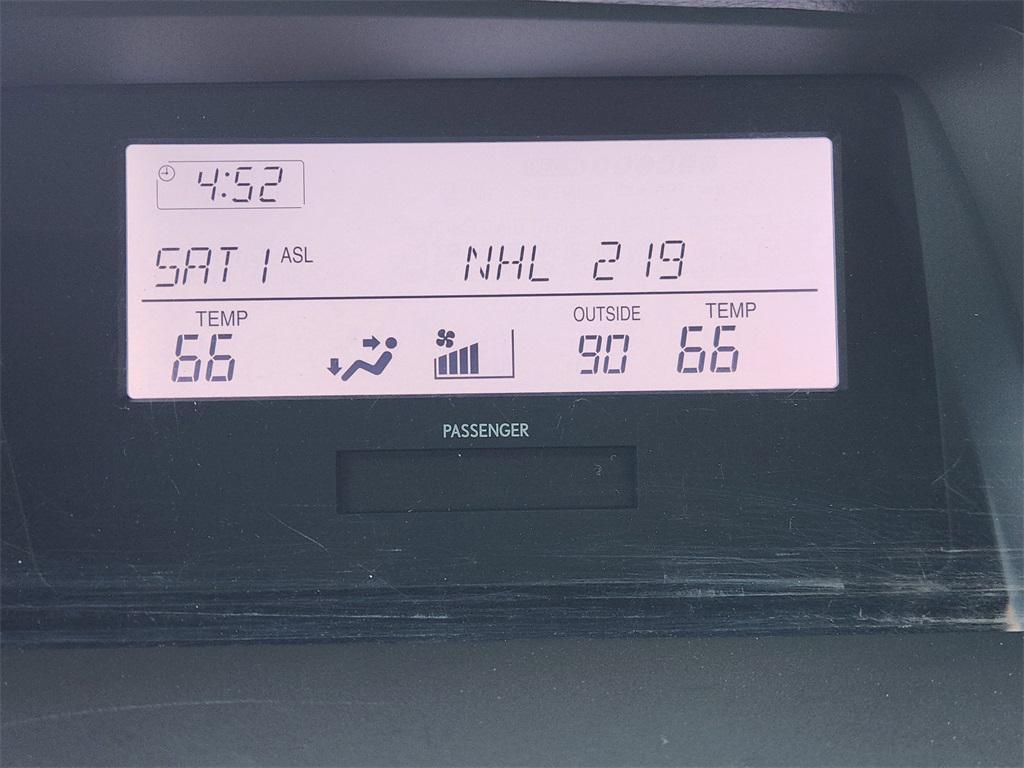 4:52
SAT 1 ASL NHL 219
TEMP OUTSIDE TEMP
66 90 66
PASSENGER